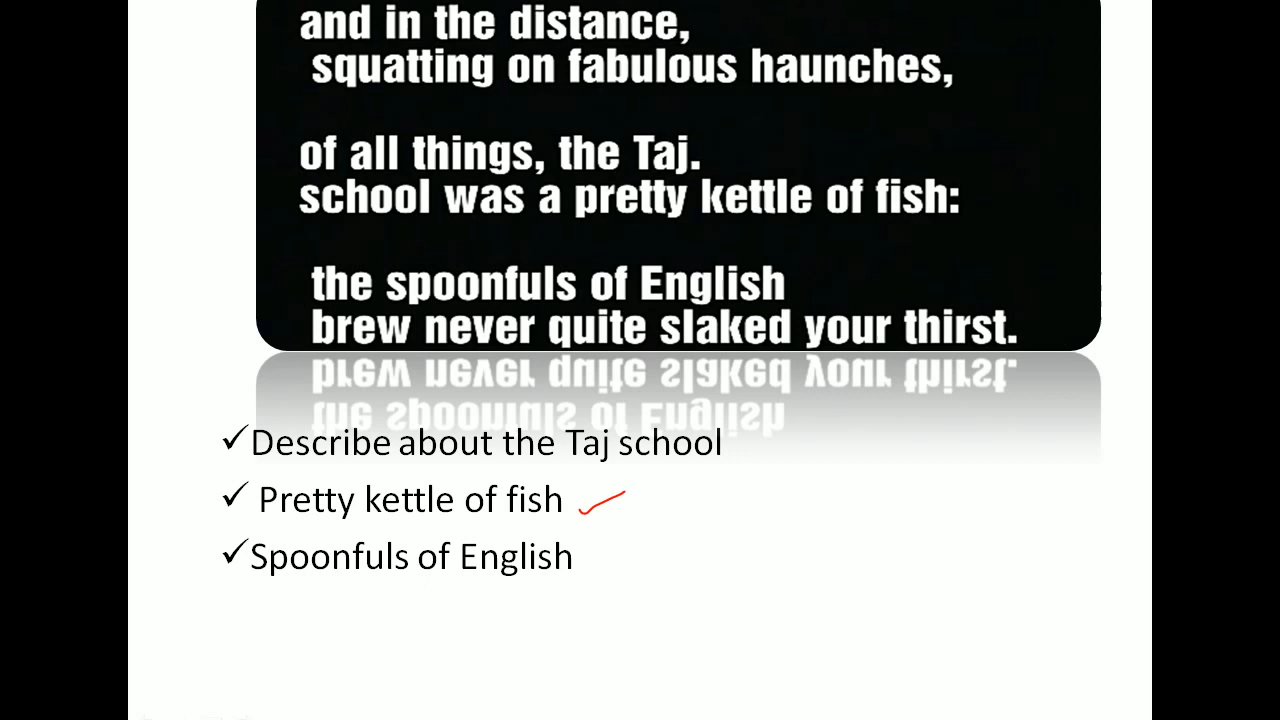 and in the distance,
squatting on fabulous haunches,
of all things, the Taj.
school was a pretty kettle of fish:
the spoonfuls of English
brew never quite slaked your thirst.
Describe about the Taj school
Pretty kettle of fish
Spoonfuls of English